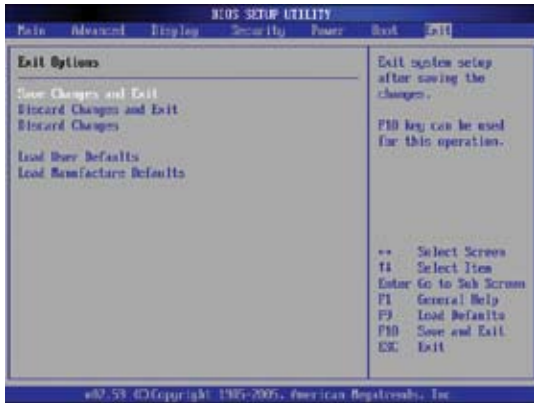 BIOS SETUP UTILITY
Main Advanced Display Security Power Boot Exit
Exit Options
Save Changes and Exit
Discard Changes and Exit
Discard Changes
Load User Defaults
Load Manufacture Defaults
Exit system setup
after saving the
changes.
F10 key can be used
for this operation.
↔ Select Screen
↑↓ Select Item
Enter Go to Sub Screen
F1 General Help
F9 Load Defaults
F10 Save and Exit
ESC Exit
v02.59 (C)Copyright 1985-2005, American Megatrends, Inc.